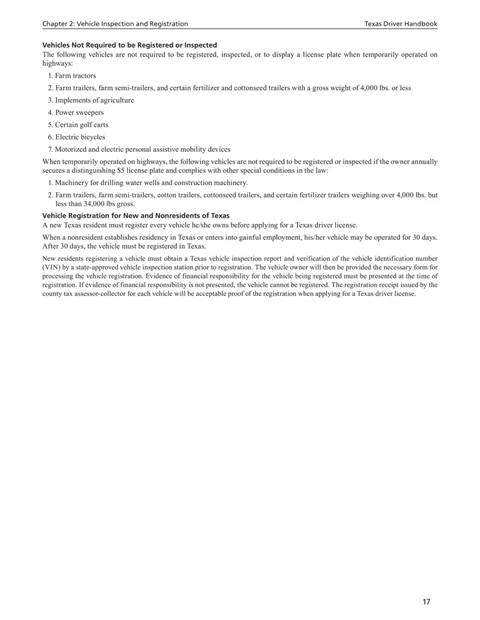 Chapter 2: Vehicle Inspection and Registration
Texas Driver Handbook
Vehicles Not Required to be Registered or Inspected
The following vehicles are not required to be registered, inspected, or to display a license plate when temporarily operated on
highways:
1. Farm tractors
2. Farm trailers, farm semi-trailers, and certain fertilizer and cottonseed trailers with a gross weight of 4,000 lbs. or less
3. Implements of agriculture
4. Power sweepers
5. Certain golf carts
6. Electric bicycles
7. Motorized and electric personal assistive mobility devices
When temporarily operated on highways, the following vehicles are not required to be registered or inspected if the owner annually
secures a distinguishing $5 license plate and complies with other special conditions in the law:
1. Machinery for drilling water wells and construction machinery.
2. Farm trailers, farm semi-trailers, cotton trailers, cottonseed trailers, and certain fertilizer trailers weighing over 4,000 lbs. but
less than 34,000 lbs gross.
Vehicle Registration for New and Nonresidents of Texas
A new Texas resident must register every vehicle he/she owns before applying for a Texas driver license.
When a nonresident establishes residency in Texas or enters into gainful employment, his/her vehicle may be operated for 30 days.
After 30 days, the vehicle must be registered in Texas.
New residents registering a vehicle must obtain a Texas vehicle inspection report and verification of the vehicle identification number
(VIN) by a state-approved vehicle inspection station prior to registration. The vehicle owner will then be provided the necessary form for
processing the vehicle registration. Evidence of financial responsibility for the vehicle being registered must be presented at the time of
registration. If evidence of financial responsibility is not presented, the vehicle cannot be registered. The registration receipt issued by the
county tax assessor-collector for each vehicle will be acceptable proof of the registration when applying for a Texas driver license.
17